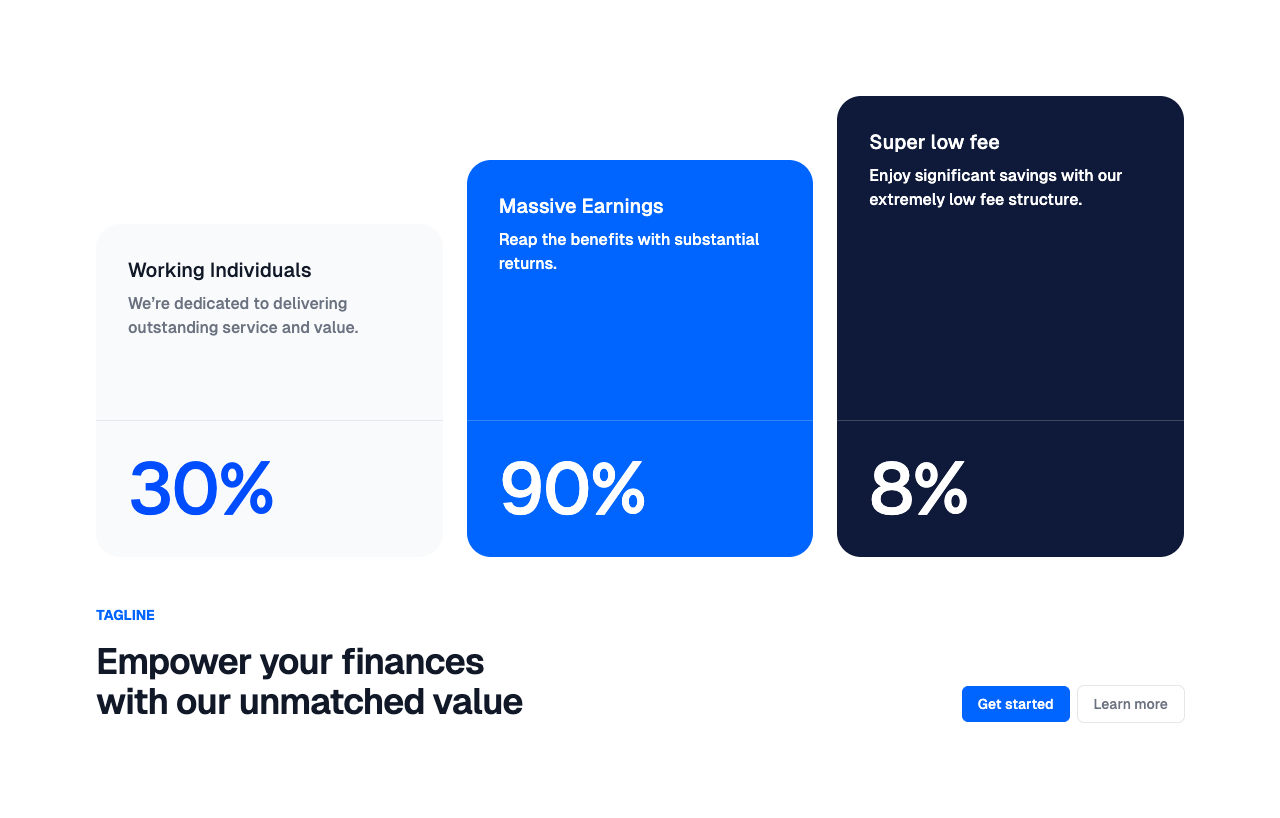 Working Individuals
We’re dedicated to delivering
outstanding service and value.
30%
Massive Earnings
Reap the benefits with substantial
returns.
90%
Super low fee
Enjoy significant savings with our
extremely low fee structure.
8%
TAGLINE
Empower your finances
with our unmatched value
Get started
Learn more